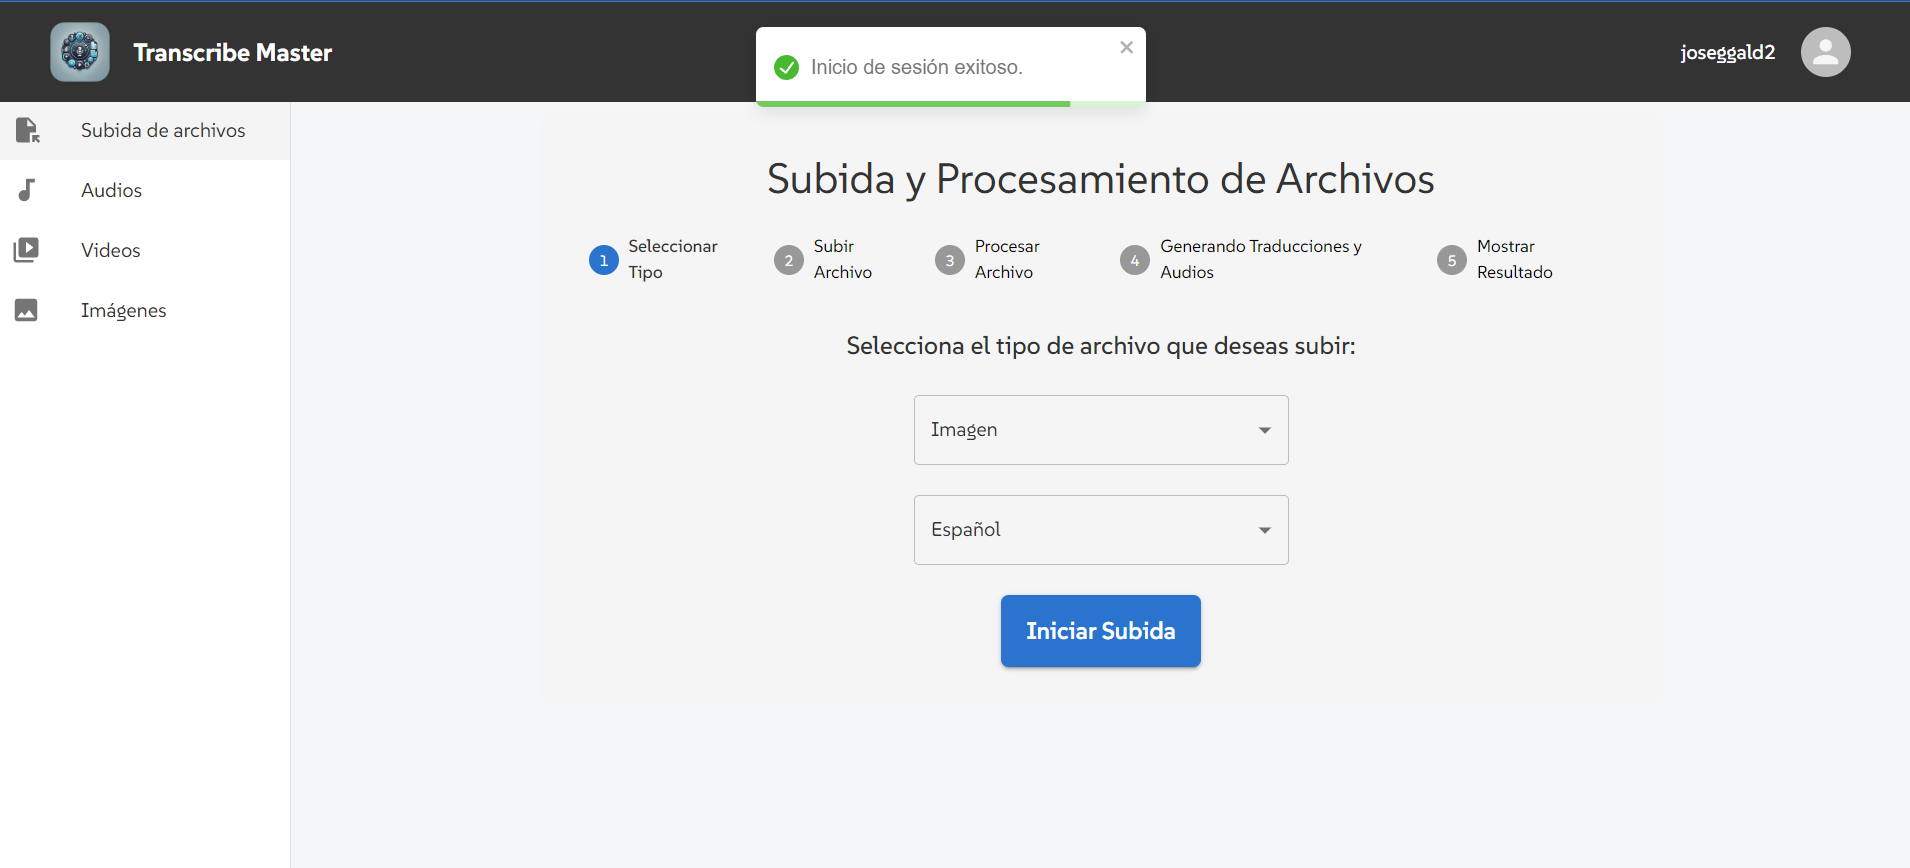 Transcribe Master
Inicio de sesión exitoso.
joseggald2
Subida de archivos
Audios
Videos
Imágenes
Subida y Procesamiento de Archivos
1
Seleccionar
Tipo
2
Subir
Archivo
3
Procesar
Archivo
4
Generando Traducciones y
Audios
5
Mostrar
Resultado
Selecciona el tipo de archivo que deseas subir:
Imagen
Español
Iniciar Subida